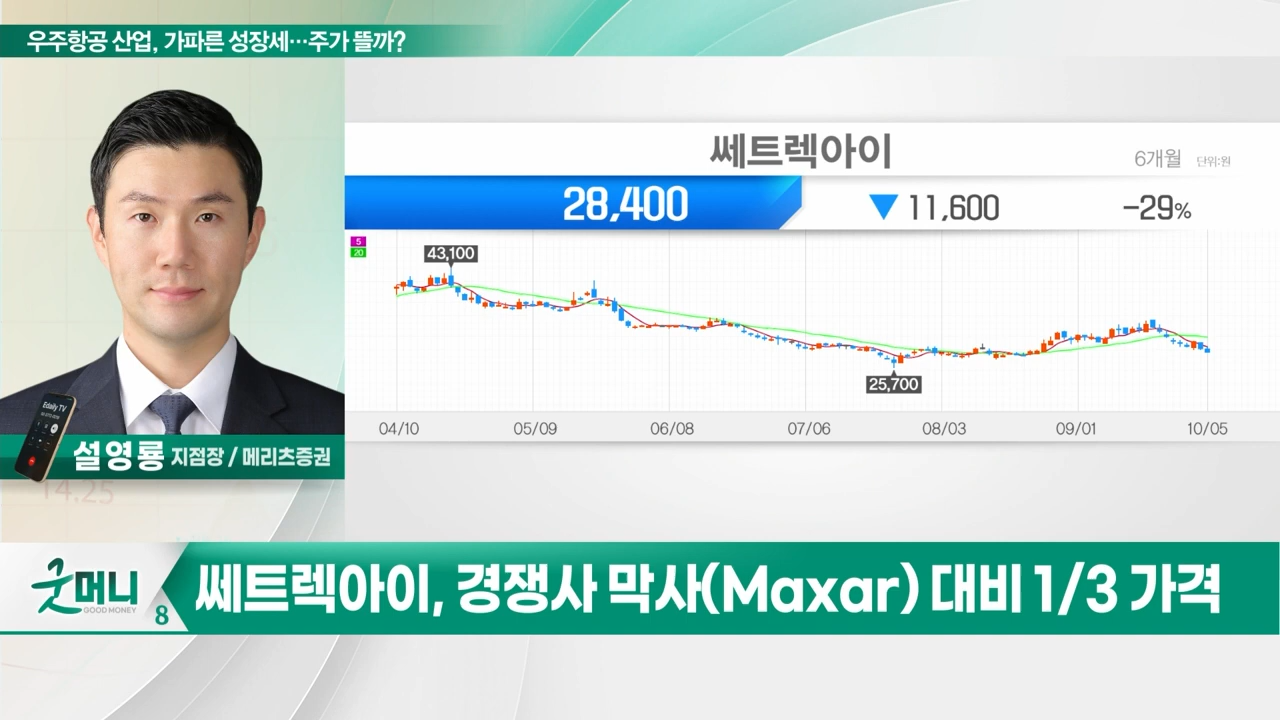 우주항공 산업, 가파른 성장세…주가 뜰까?
쎄트렉아이
6개월 단위:원
28,400 ▼ 11,600 -29%
5
20
43,100
25,700
04/10 05/09 06/08 07/06 08/03 09/01 10/05
Edaily TV
설영룡 지점장 / 메리츠증권
14.25
굿머니
GOOD MONEY
8
쎄트렉아이, 경쟁사 막사(Maxar) 대비 1/3 가격